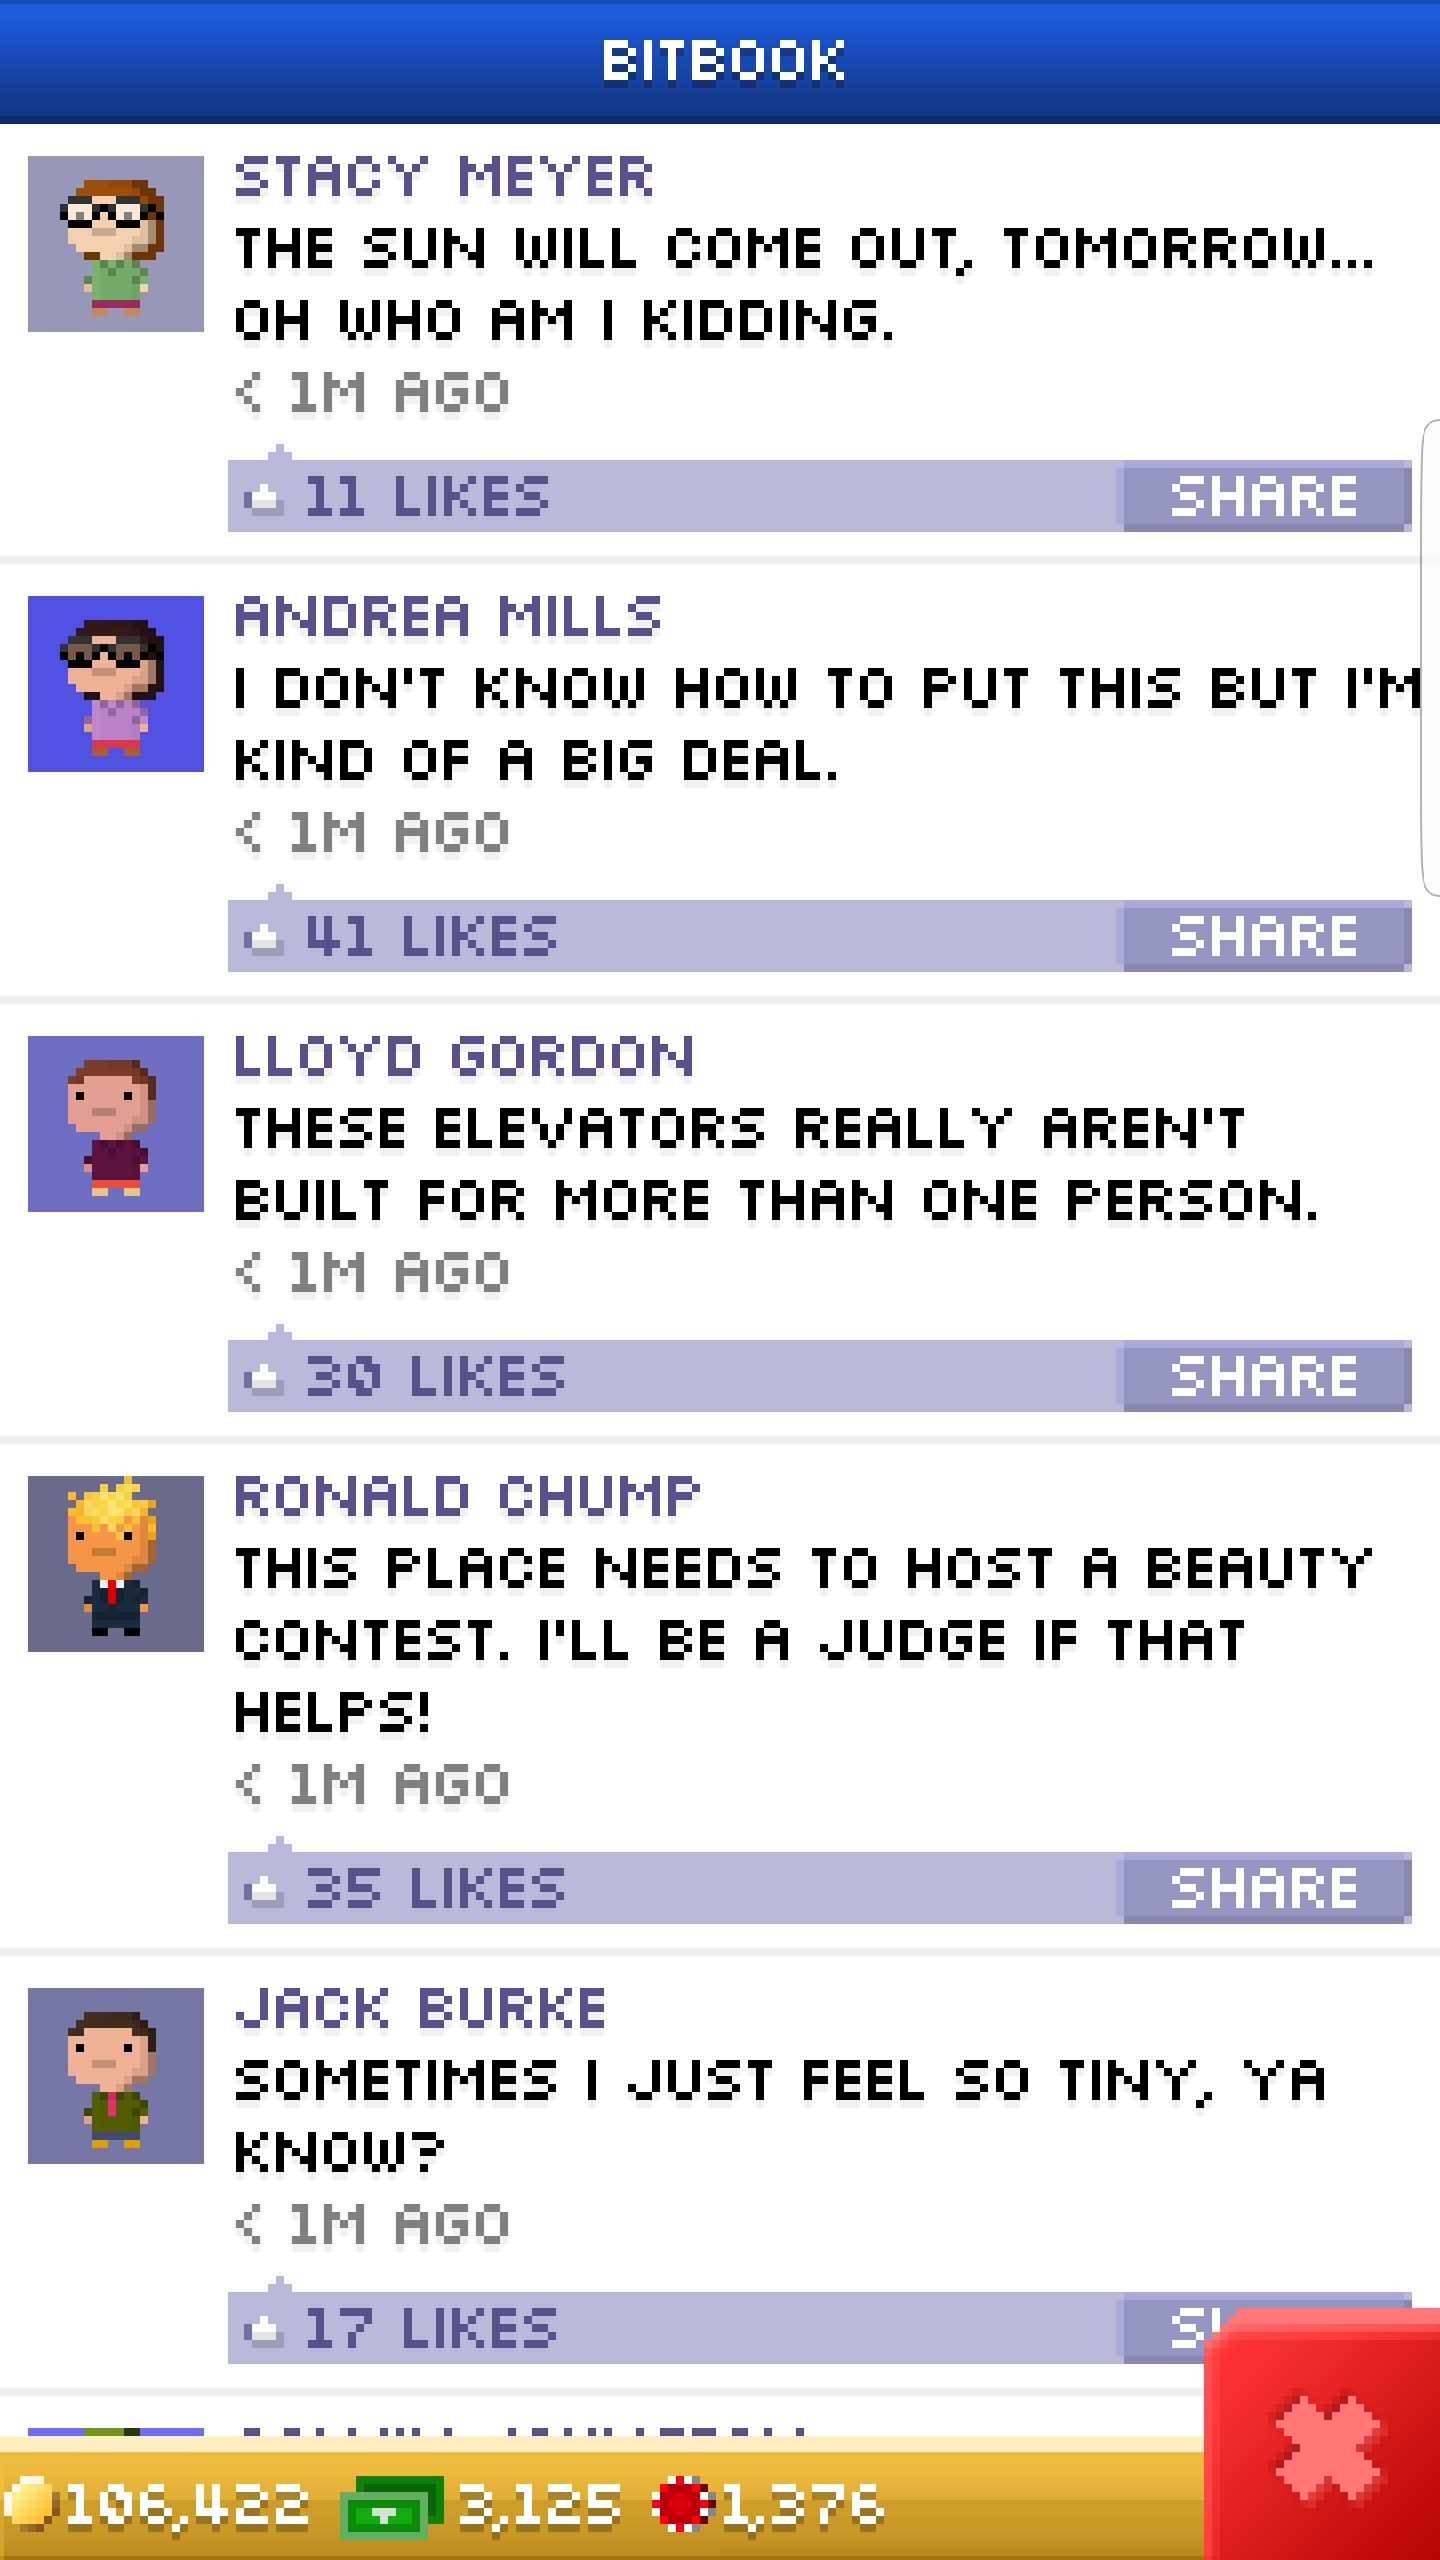 BITBOOK
STACY MEYER
THE SUN WILL COME OUT, TOMORROW...
OH WHO AM I KIDDING.
< 1M AGO
11 LIKES SHARE
ANDREA MILLS
I DON'T KNOW HOW TO PUT THIS BUT I'M
KIND OF A BIG DEAL.
< 1M AGO
41 LIKES SHARE
LLOYD GORDON
THESE ELEVATORS REALLY AREN'T
BUILT FOR MORE THAN ONE PERSON.
< 1M AGO
30 LIKES SHARE
RONALD CHUMP
THIS PLACE NEEDS TO HOST A BEAUTY
CONTEST. I'LL BE A JUDGE IF THAT
HELPS!
< 1M AGO
35 LIKES SHARE
JACK BURKE
SOMETIMES I JUST FEEL SO TINY, YA
KNOW?
< 1M AGO
17 LIKES
106,422 3,125 1,376